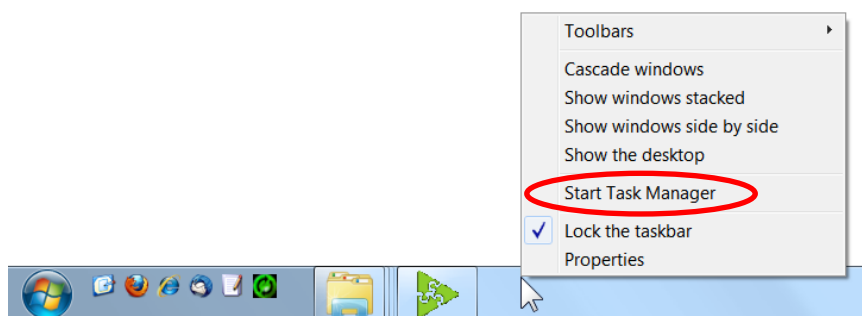 Toolbars
Cascade windows
Show windows stacked
Show windows side by side
Show the desktop
Start Task Manager
Lock the taskbar
Properties